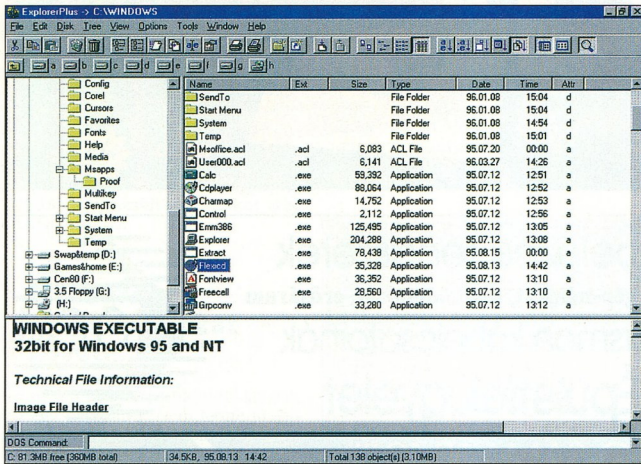 ExplorerPlus -> C:\WINDOWS
File Edit Disk Tree View Options Tools Window Help
a b c d e f g h
Config
Corel
Cursors
Favorites
Fonts
Help
Media
Msapps
Proof
Multikey
SendTo
Start Menu
System
Temp
Swap&temp (D:)
Games&home (E:)
Cen80 (F:)
3.5 Floppy (G:)
(H:)
Name Ext Size Type Date Time Attr
SendTo File Folder 96.01.08 15:04 d
Start Menu File Folder 96.01.08 15:04 d
System File Folder 96.01.08 14:54 d
Temp File Folder 96.01.08 15:01 d
Msoffice.acl .acl 6,083 ACL File 95.07.20 00:00 a
User000.acl .acl 6,141 ACL File 96.03.27 14:26 a
Calc .exe 59,392 Application 95.07.12 12:51 a
Cdplayer .exe 88,064 Application 95.07.12 12:52 a
Charmap .exe 14,752 Application 95.07.12 12:53 a
Control .exe 2,112 Application 95.07.12 12:56 a
Emm386 .exe 125,495 Application 95.07.12 13:05 a
Explorer .exe 204,288 Application 95.07.12 13:08 a
Extract .exe 78,438 Application 95.08.15 00:00 a
Flexicd .exe 35,328 Application 95.08.13 14:42 a
Fontview .exe 36,352 Application 95.07.12 13:10 a
Freecell .exe 28,560 Application 95.07.12 13:10 a
Grpconv .exe 33,280 Application 95.07.12 13:12 a
WINDOWS EXECUTABLE
32bit for Windows 95 and NT
Technical File Information:
Image File Header
DOS Command:
C: 81.3MB free (360MB total) 34.5KB, 95.08.13 14:42 Total 138 object(s) (3.10MB)